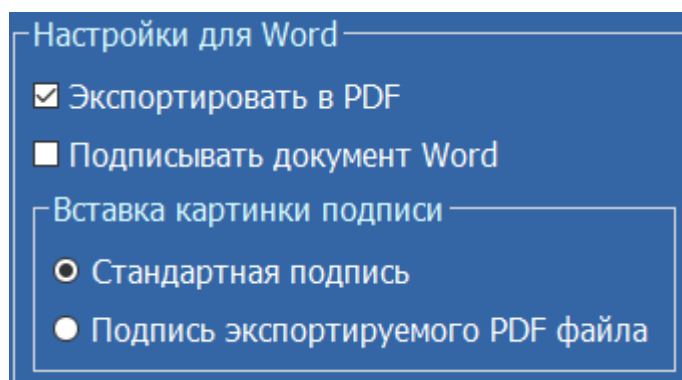 Настройки для Word
Экспортировать в PDF
Подписывать документ Word
Вставка картинки подписи
Стандартная подпись
Подпись экспортируемого PDF файла